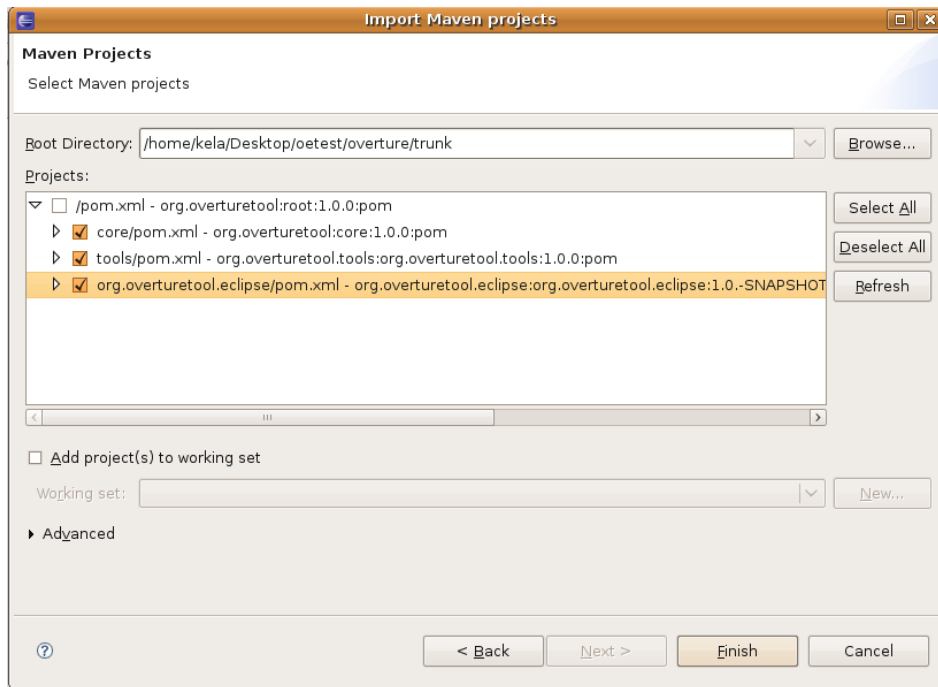 Import Maven projects
Maven Projects
Select Maven projects
Root Directory: /home/kela/Desktop/oetest/overture/trunk Browse...
Projects:
/pom.xml - org.overturetool:root:1.0.0:pom Select All
core/pom.xml - org.overturetool:core:1.0.0:pom
tools/pom.xml - org.overturetool.tools:org.overturetool.tools:1.0.0:pom Deselect All
org.overturetool.eclipse/pom.xml - org.overturetool.eclipse:org.overturetool.eclipse:1.0.-SNAPSHOT Refresh
Add project(s) to working set
Working set: New...
Advanced
? < Back Next > Finish Cancel